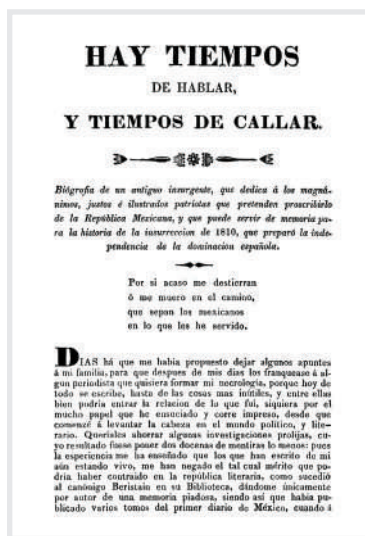 HAY TIEMPOS
DE HABLAR,
Y TIEMPOS DE CALLAR.
Biógrafia de un antiguo insurgente, que dedica á los magná-
nimos, justos é ilustrados patriotas que pretenden proscribirlo
de la República Mexicana, y que puede servir de memoria pa-
ra la historia de la insurreccion de 1810, que preparó la inde-
pendencia de la dominacion española.
Por si acaso me destierran
ó me muero en el camino,
que sepan los mexicanos
en lo que les he servido.
DIAS há que me habia propuesto dejar algunos apuntes
á mi familia, para que despues de mis dias los franquease á al-
gun periodista que quisiera formar mi necrologia, porque hoy de
todo se escribe, hasta de las cosas mas inútiles, y entre ellas
bien podria entrar la relacion de lo que fui, siquiera por el
mucho papel que he ensuciado y corre impreso, desde que
comenzé á levantar la cabeza en el mundo político, y lite-
rario. Queríales ahorrar algunas investigaciones prolijas, cu-
yo resultado fuese poner dos docenas de mentiras lo menos: pues
la esperiencia me ha enseñado que los que han escrito de mi
aún estando vivo, me han negado el tal cual mérito que po-
dria haber contraido en la república literaria, como sucedió
al canónigo Beristain en su Biblioteca, dándome únicamente
por autor de una memoria piadosa, siendo así que habia pu-
blicado varios tomos del primer diario de México, cuando á